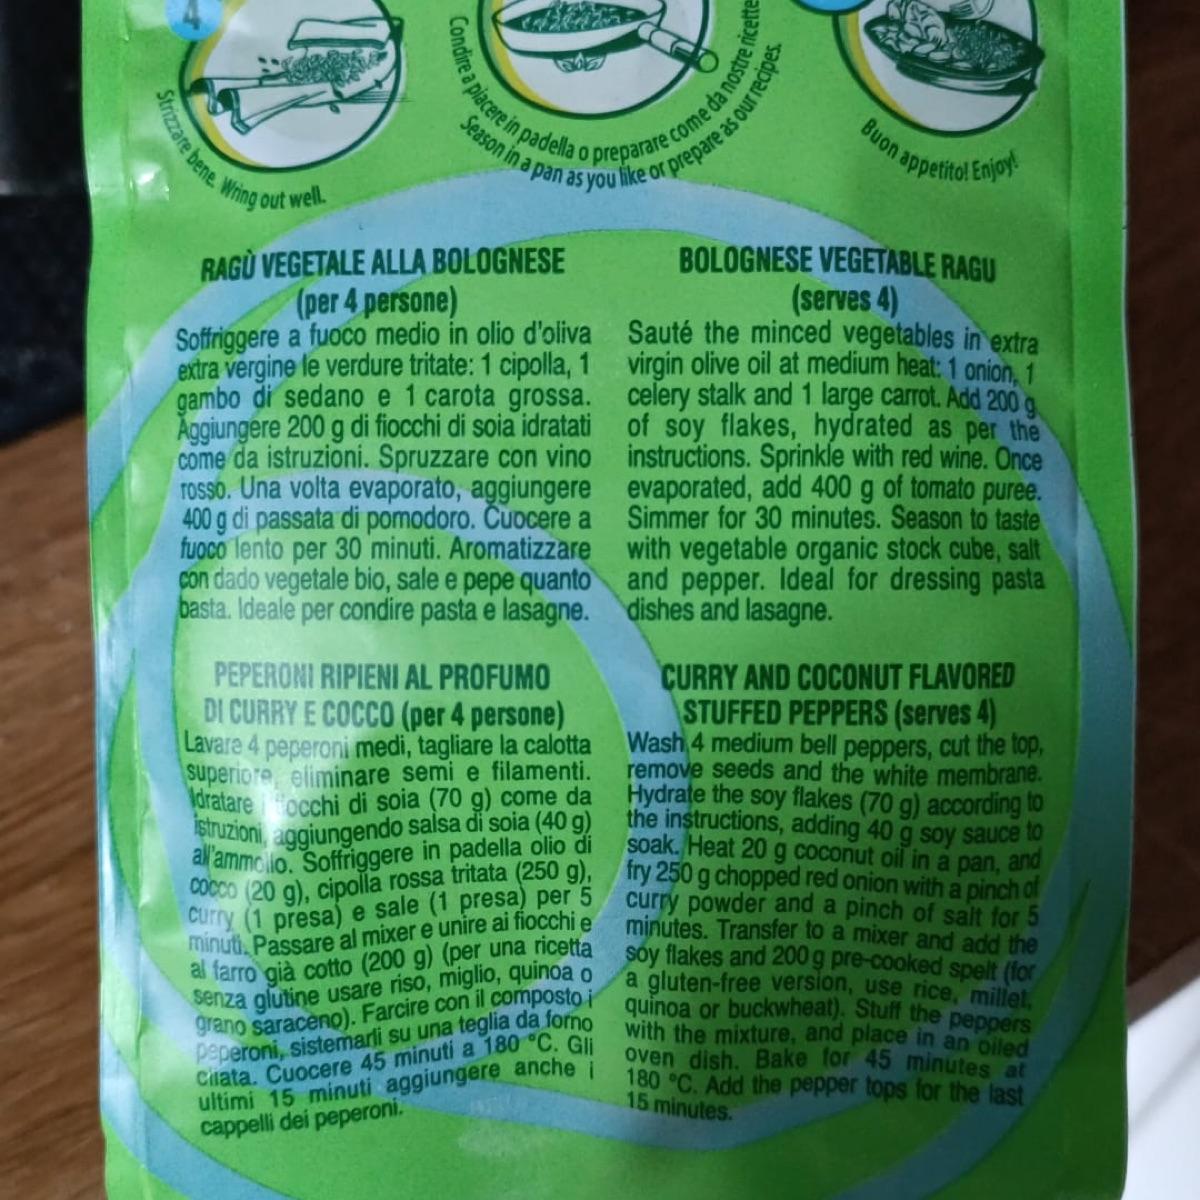 4
Strizzare bene. Wring out well.
Condire a piacere in padella o preparare come da nostre ricette.
Season in a pan as you like or prepare as our recipes.
Buon appetito! Enjoy!
RAGÙ VEGETALE ALLA BOLOGNESE
(per 4 persone)
Soffriggere a fuoco medio in olio d'oliva
extra vergine le verdure tritate: 1 cipolla, 1
gambo di sedano e 1 carota grossa.
Aggiungere 200 g di fiocchi di soia idratati
come da istruzioni. Spruzzare con vino
rosso. Una volta evaporato, aggiungere
400 g di passata di pomodoro. Cuocere a
fuoco lento per 30 minuti. Aromatizzare
con dado vegetale bio, sale e pepe quanto
basta. Ideale per condire pasta e lasagne.
BOLOGNESE VEGETABLE RAGU
(serves 4)
Sauté the minced vegetables in extra
virgin olive oil at medium heat: 1 onion, 1
celery stalk and 1 large carrot. Add 200 g
of soy flakes, hydrated as per the
instructions. Sprinkle with red wine. Once
evaporated, add 400 g of tomato puree.
Simmer for 30 minutes. Season to taste
with vegetable organic stock cube, salt
and pepper. Ideal for dressing pasta
dishes and lasagne.
PEPERONI RIPIENI AL PROFUMO
DI CURRY E COCCO (per 4 persone)
Lavare 4 peperoni medi, tagliare la calotta
superiore, eliminare semi e filamenti.
Idratare i fiocchi di soia (70 g) come da
istruzioni, aggiungendo salsa di soia (40 g)
all'ammollo. Soffriggere in padella olio di
cocco (20 g), cipolla rossa tritata (250 g),
curry (1 presa) e sale (1 presa) per 5
minuti. Passare al mixer e unire ai fiocchi e
al farro già cotto (200 g) (per una ricetta
senza glutine usare riso, miglio, quinoa o
grano saraceno). Farcire con il composto i
peperoni, sistemarli su una teglia da forno
oliata. Cuocere 45 minuti a 180 °C. Gli
ultimi 15 minuti aggiungere anche i
cappelli dei peperoni.
CURRY AND COCONUT FLAVORED
STUFFED PEPPERS (serves 4)
Wash 4 medium bell peppers, cut the top,
remove seeds and the white membrane.
Hydrate the soy flakes (70 g) according to
the instructions, adding 40 g soy sauce to
soak. Heat 20 g coconut oil in a pan, and
fry 250 g chopped red onion with a pinch of
curry powder and a pinch of salt for 5
minutes. Transfer to a mixer and add the
soy flakes and 200 g pre-cooked spelt (for
a gluten-free version, use rice, millet,
quinoa or buckwheat). Stuff the peppers
with the mixture, and place in an oiled
oven dish. Bake for 45 minutes at
180 °C. Add the pepper tops for the last
15 minutes.